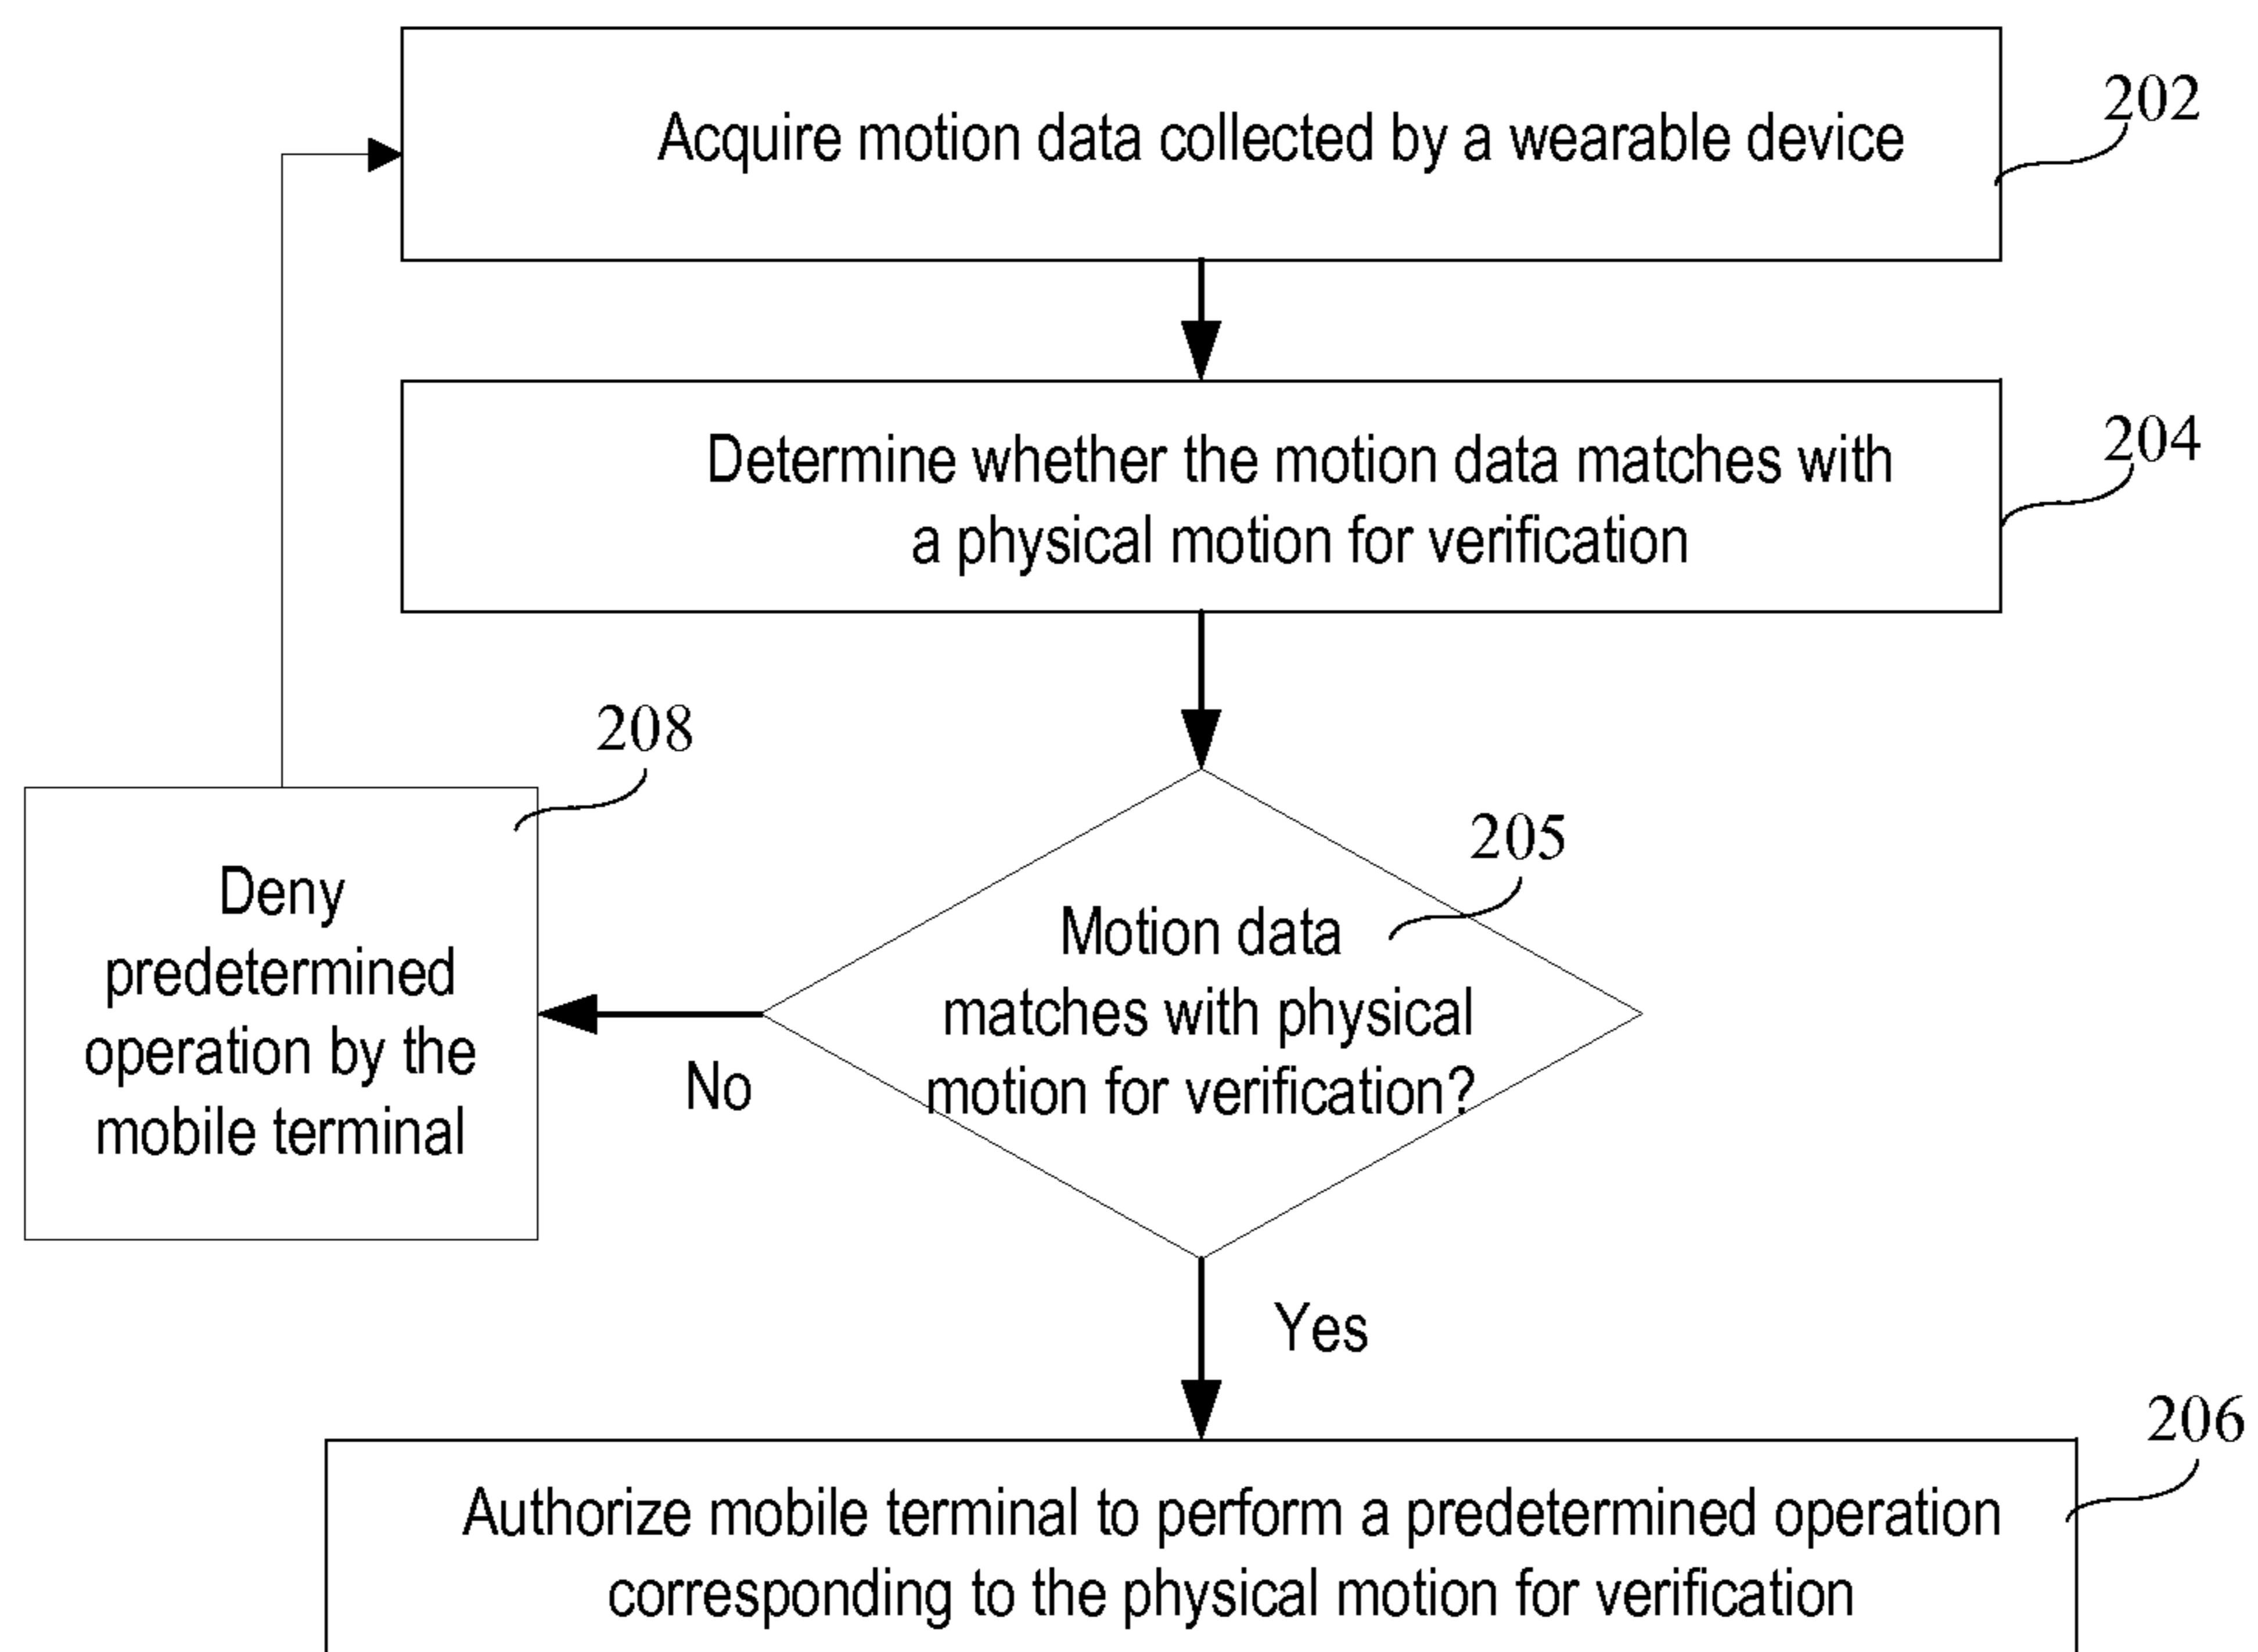 Acquire motion data collected by a wearable device
202
Determine whether the motion data matches with
a physical motion for verification
204
208
Deny
predetermined
operation by the
mobile terminal
205
Motion data
matches with physical
motion for verification?
No
Yes
206
Authorize mobile terminal to perform a predetermined operation
corresponding to the physical motion for verification